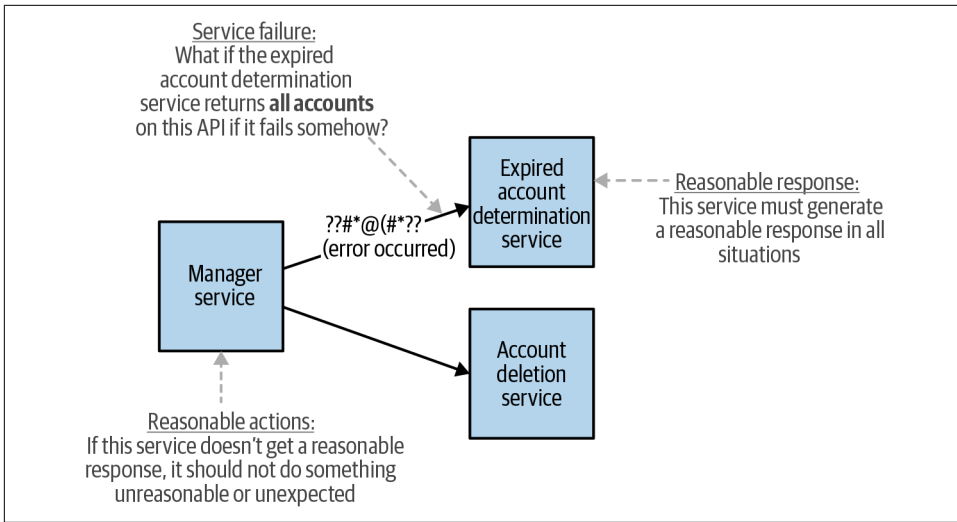 Service failure:
What if the expired
account determination
service returns all accounts
on this API if it fails somehow?
Expired
account
determination
service
Reasonable response:
This service must generate
a reasonable response in all
situations
??#*@(#*??
(error occurred)
Manager
service
Account
deletion
service
Reasonable actions:
If this service doesn’t get a reasonable
response, it should not do something
unreasonable or unexpected